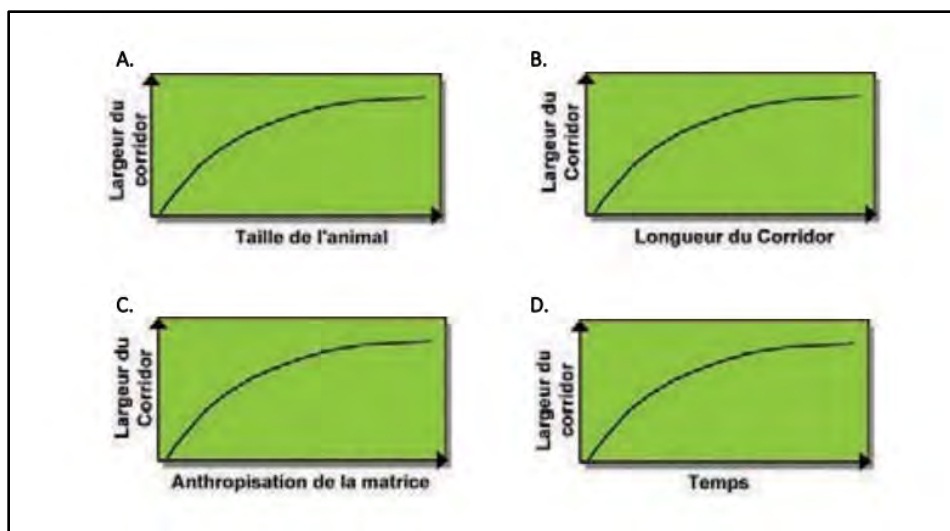 A.
Largeur du
corridor
Taille de l'animal
B.
Largeur du
Corridor
Longueur du Corridor
C.
Largeur du
Corridor
Anthropisation de la matrice
D.
Largeur du
corridor
Temps